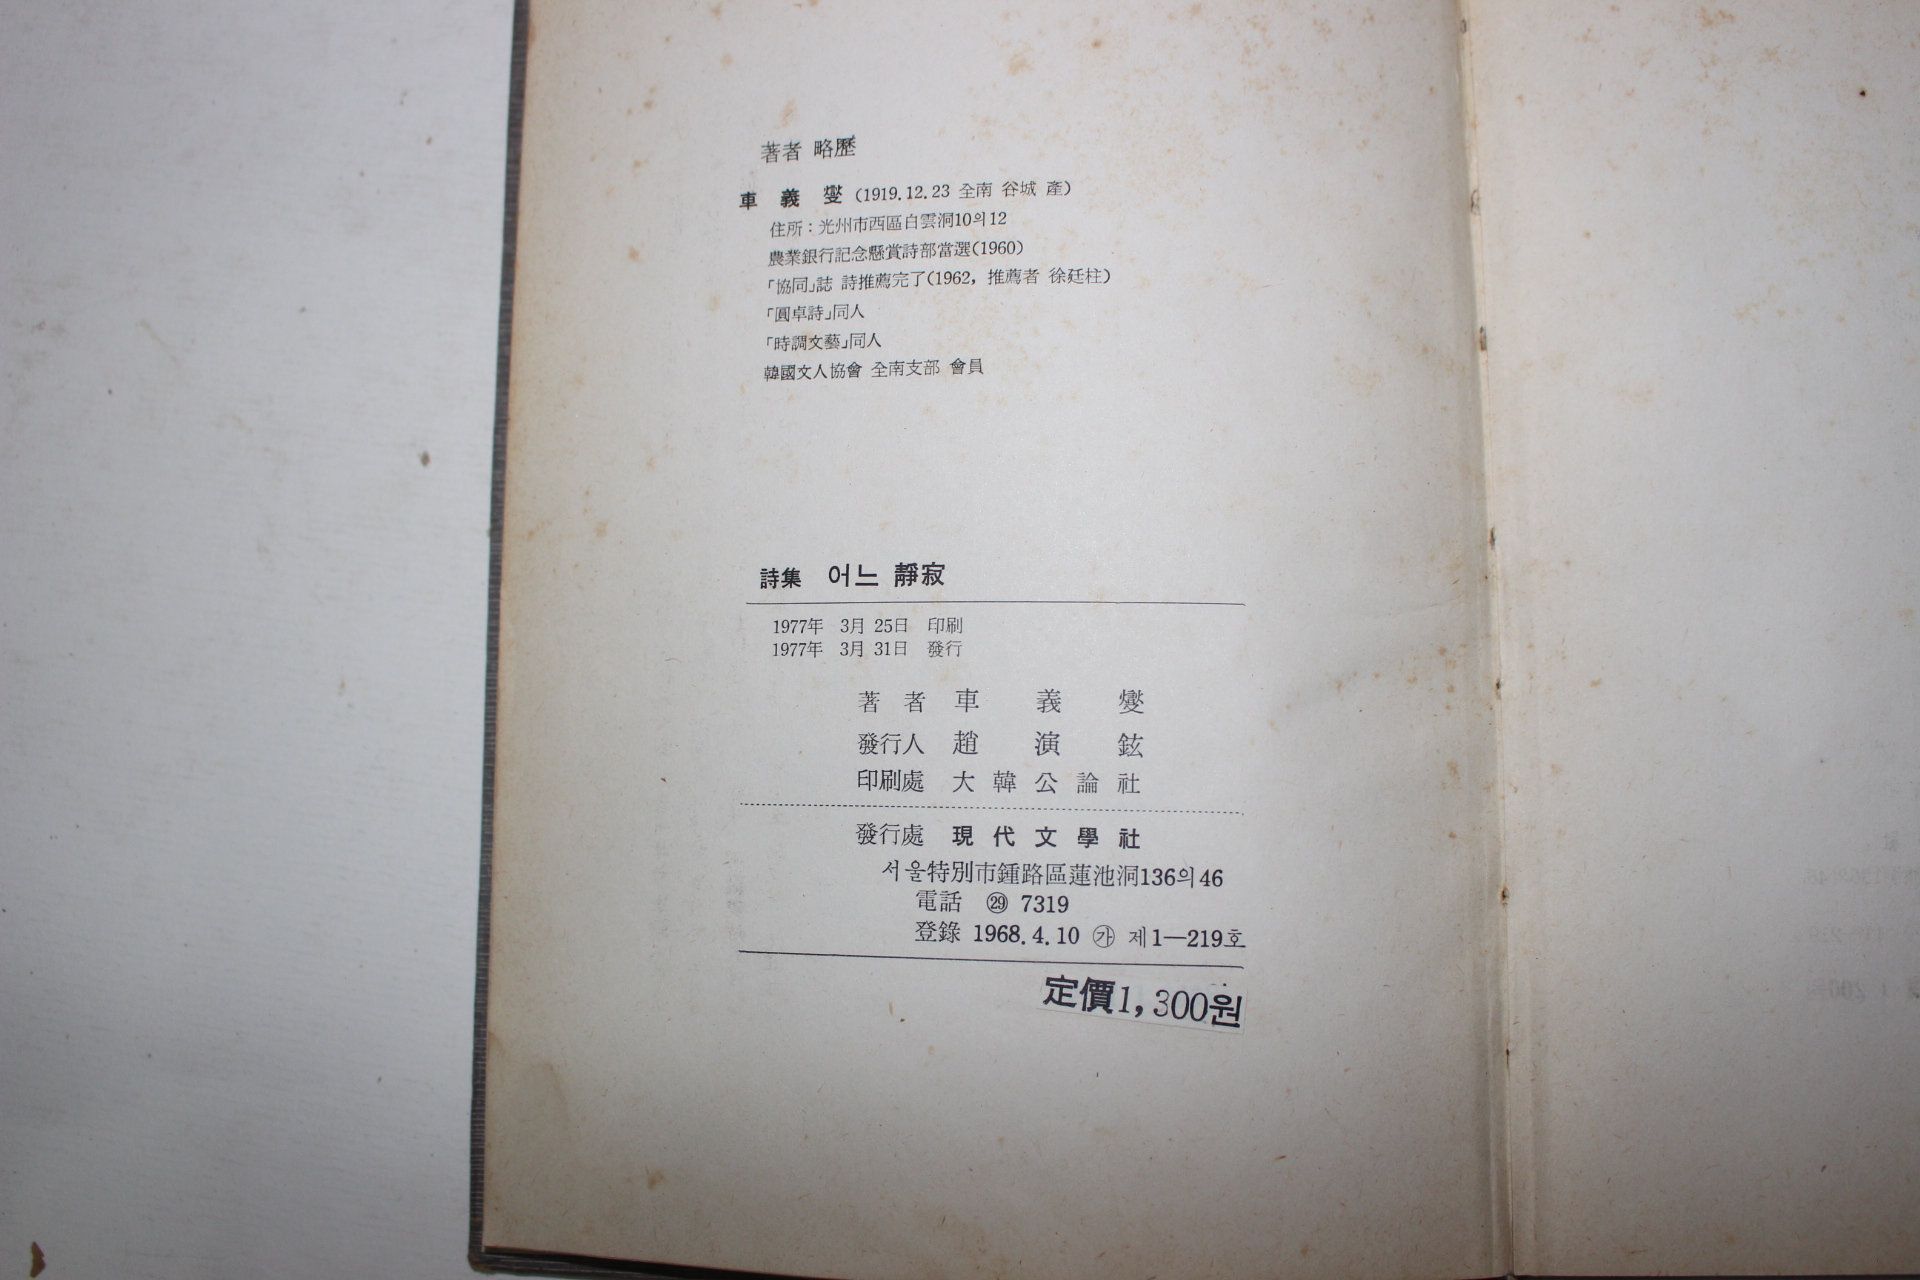 著者 略歷
車 義 燮 (1919.12.23 全南 谷城 產)
住所：光州市西區白雲洞10의12
農業銀行記念懸賞詩部當選(1960)
「協同」誌 詩推薦完了(1962, 推薦者 徐廷柱)
「圓卓詩」同人
「時調文藝」同人
韓國文人協會 全南支部 會員
詩集 어느 靜寂
1977年 3月 25日 印刷
1977年 3月 31日 發行
著 者 車 義 燮
發行人 趙 演 鉉
印刷處 大 韓 公 論 社
發行處 現 代 文 學 社
서울特別市鍾路區蓮池洞136의46
電話 ㉙ 7319
登錄 1968. 4. 10 ㉮ 제1—219호
定價1,300원